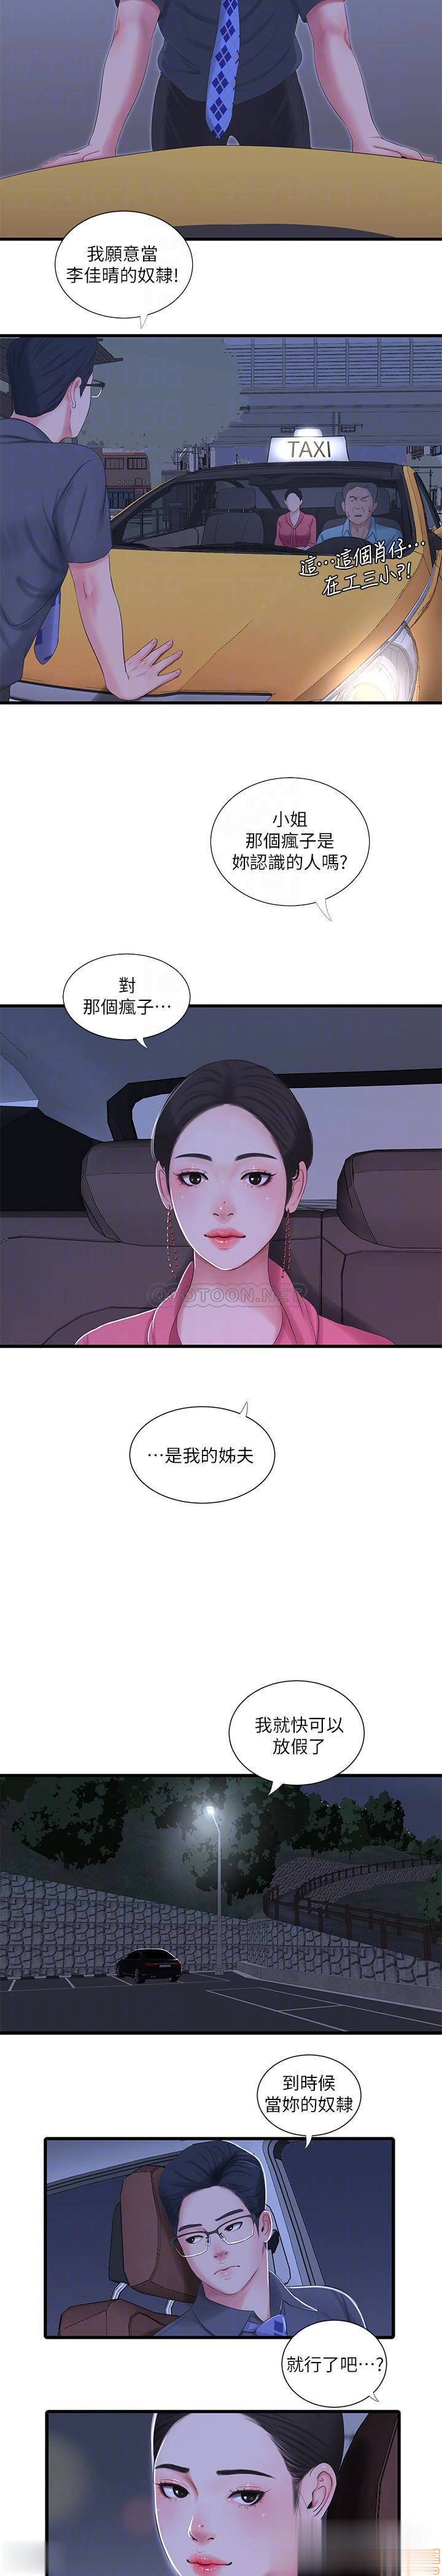 我願意當
李佳晴的奴隸!
TAXI
這…這個肖仔…
在工三小?!
小姐
那個瘋子是
妳認識的人嗎?
對
那個瘋子…
…是我的姊夫
我就快可以
放假了
到時候
當妳的奴隸
就行了吧…?